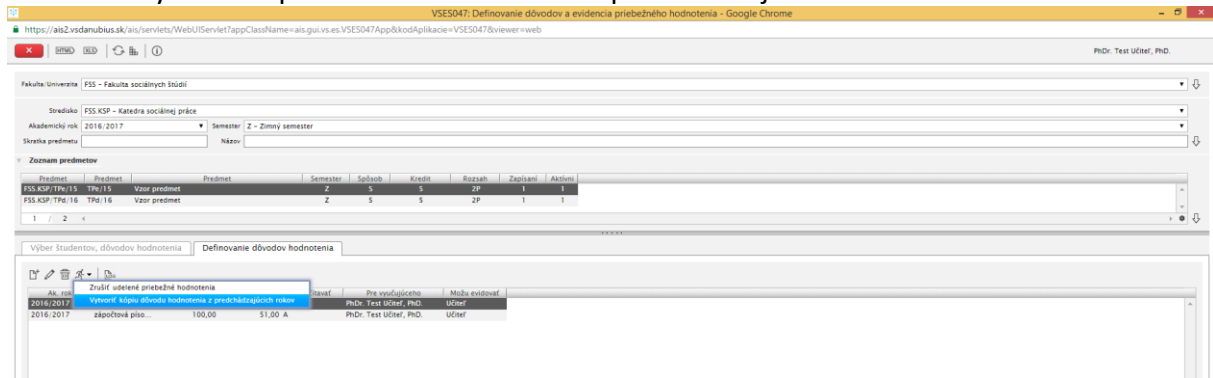 VSES047: Definovanie dôvodov a evidencia priebežného hodnotenia - Google Chrome
https://ais2.vsdanubius.sk/ais/servlets/WebUIServlet?appClassName=ais.gui.vs.es.VSES047App&kodAplikacie=VSES047&viewer=web
HTML XLS PhDr. Test Učiteľ, PhD.
Fakulta/Univerzita FSS – Fakulta sociálnych štúdií
Stredisko FSS.KSP – Katedra sociálnej práce
Akademický rok 2016/2017 Semester Z – Zimný semester
Skratka predmetu Názov
Zoznam predmetov
Predmet Predmet Predmet Semester Spôsob Kredit Rozsah Zapísaní Aktívni
FSS.KSP/TPe/15 TPe/15 Vzor predmet Z S 5 2P 1 1
FSS.KSP/TPd/16 TPd/16 Vzor predmet Z S 5 2P 1 1
1 / 2
Výber študentov, dôvodov hodnotenia Definovanie dôvodov hodnotenia
Zrušiť udelené priebežné hodnotenia
Vytvoriť kópiu dôvodu hodnotenia z predchádzajúcich rokov
Ak. rok Pre vyučujúceho Možu evidovať
2016/2017 PhDr. Test Učiteľ, PhD. Učiteľ
2016/2017 zápočtová píso... 100,00 51,00 A PhDr. Test Učiteľ, PhD. Učiteľ